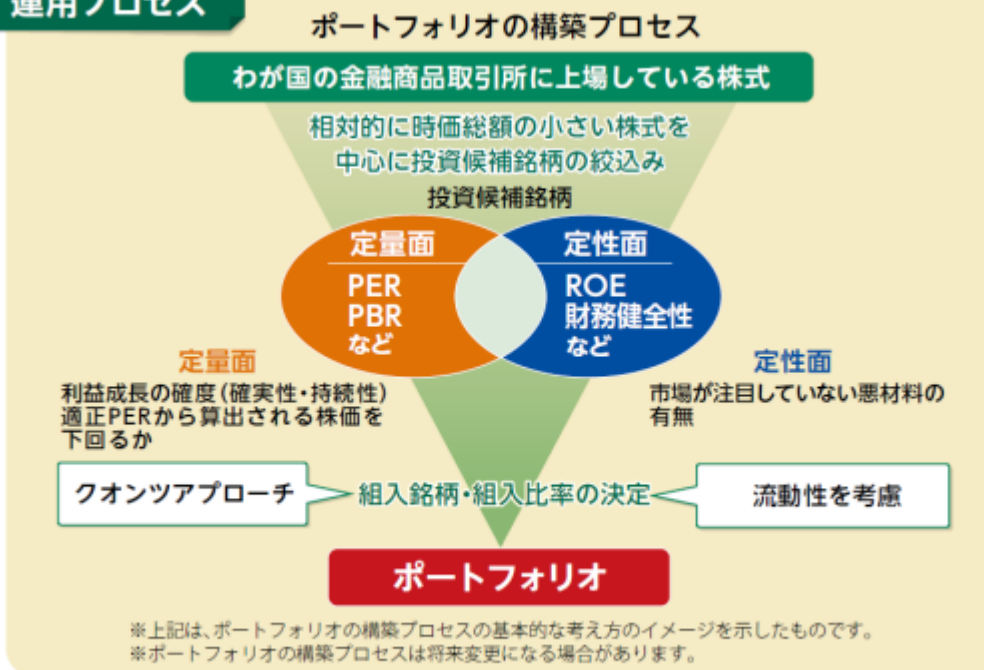 運用プロセス
ポートフォリオの構築プロセス
わが国の金融商品取引所に上場している株式
相対的に時価総額の小さい株式を
中心に投資候補銘柄の絞込み
投資候補銘柄
定量面
PER
PBR
など
定性面
ROE
財務健全性
など
定量面
利益成長の確度(確実性・持続性)
適正PERから算出される株価を
下回るか
定性面
市場が注目していない悪材料の
有無
クオンツアプローチ
組入銘柄・組入比率の決定
流動性を考慮
ポートフォリオ
※上記は、ポートフォリオの構築プロセスの基本的な考え方のイメージを示したものです。
※ポートフォリオの構築プロセスは将来変更になる場合があります。